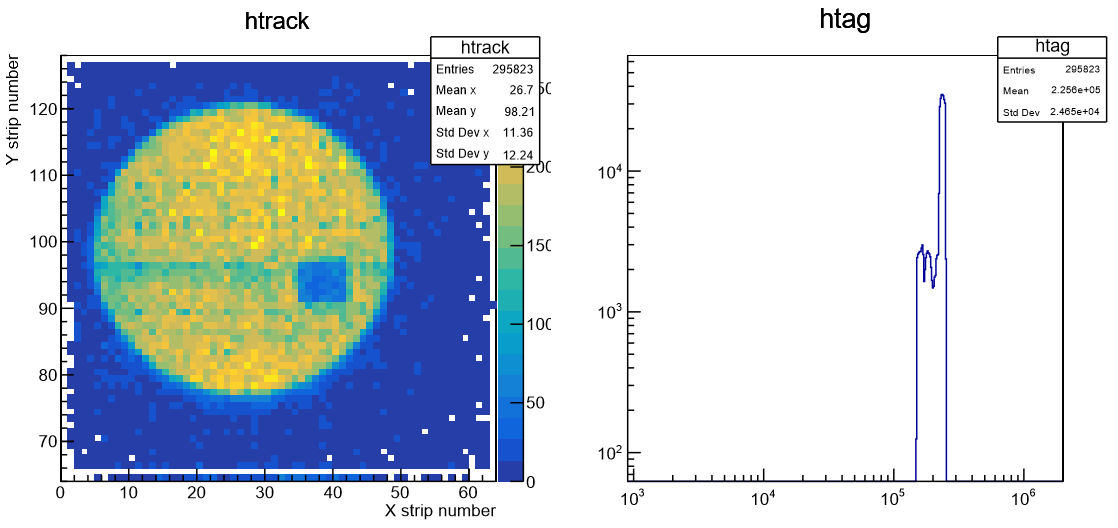 htrack
htrack
Entries 295823
Mean x 26.7
Mean y 98.21
Std Dev x 11.36
Std Dev y 12.24
Y strip number
120
110
100
90
80
70
0 10 20 30 40 50 60
X strip number
200
150
100
50
0
htag
htag
Entries 295823
Mean 2.256e+05
Std Dev 2.465e+04
10⁴
10³
10²
10³ 10⁴ 10⁵ 10⁶